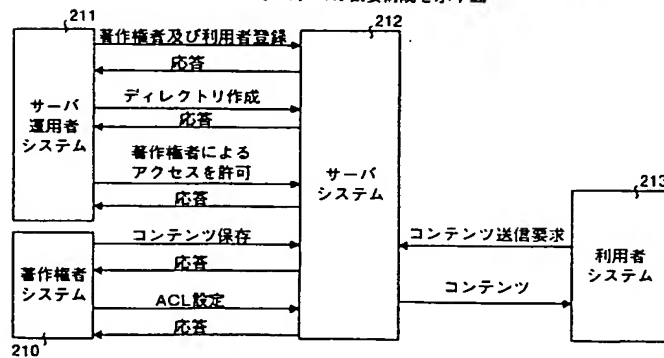 211
212
著作権者及び利用者登録
応答
ディレクトリ作成
応答
サーバ
運用者
システム
著作権者による
アクセスを許可
応答
サーバ
システム
213
コンテンツ保存
応答
著作権者
システム
ACL設定
応答
210
コンテンツ送信要求
コンテンツ
利用者
システム